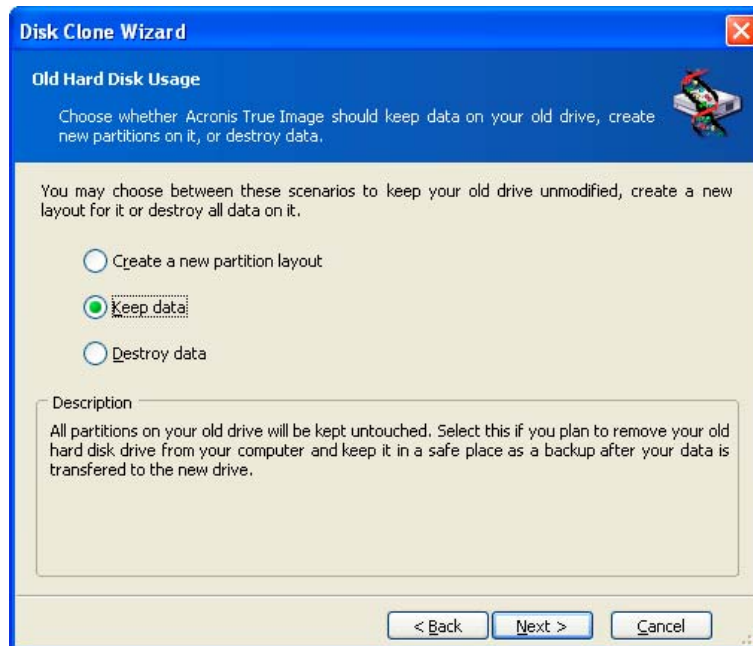 Disk Clone Wizard
Old Hard Disk Usage
Choose whether Acronis True Image should keep data on your old drive, create
new partitions on it, or destroy data.
You may choose between these scenarios to keep your old drive unmodified, create a new
layout for it or destroy all data on it.
Create a new partition layout
Keep data
Destroy data
Description
All partitions on your old drive will be kept untouched. Select this if you plan to remove your old
hard disk drive from your computer and keep it in a safe place as a backup after your data is
transfered to the new drive.
< Back
Next >
Cancel